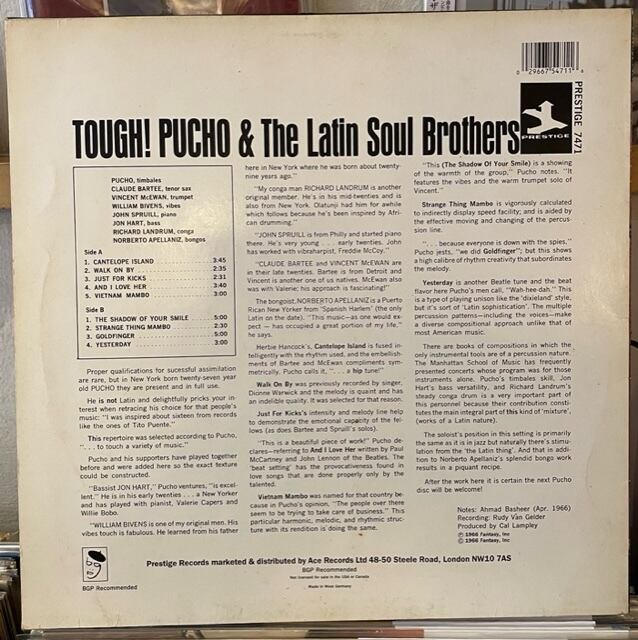 0 29667 54711 6
TOUGH! PUCHO & The Latin Soul Brothers
PRESTIGE
PRESTIGE 7471
PUCHO, timbales
CLAUDE BARTEE, tenor sax
VINCENT McEWAN, trumpet
WILLIAM BIVENS, vibes
JOHN SPRUILL, piano
JON HART, bass
RICHARD LANDRUM, conga
NORBERTO APELLANIZ, bongos
Side A
1. CANTELOPE ISLAND 3:45
2. WALK ON BY 2:35
3. JUST FOR KICKS 2:31
4. AND I LOVE HER 3:40
5. VIETNAM MAMBO 3:00
Side B
1. THE SHADOW OF YOUR SMILE 5:00
2. STRANGE THING MAMBO 2:30
3. GOLDFINGER 5:00
4. YESTERDAY 3:00
Proper qualifications for sucessful assimilation
are rare, but in New York born twenty-seven year
old PUCHO they are present and in full use.
He is not Latin and delightfully pricks your in-
terest when retracing his choice for that people's
music: "I was inspired about sixteen from records
like the ones of Tito Puente."
This repertoire was selected according to Pucho,
". . . to touch a variety of music."
Pucho and his supporters have played together
before and were added here so the exact texture
could be constructed.
"Bassist JON HART," Pucho ventures, "is excel-
lent." He is in his early twenties . . . a New Yorker
and has played with pianist, Valerie Capers and
Willie Bobo.
"WILLIAM BIVENS is one of my original men. His
vibes touch is fabulous. He learned from his father
here in New York where he was born about twenty-
nine years ago."
"My conga man RICHARD LANDRUM is another
original member. He's in his mid-twenties and is
also from New York. Olatunji had him for awhile
which follows because he's been inspired by Afri-
can drumming."
"JOHN SPRUILL is from Philly and started piano
there. He's very young . . . early twenties. John
has worked with vibraharpist, Freddie McCoy."
"CLAUDE BARTEE and VINCENT McEWAN are
in their late twenties. Bartee is from Detroit and
Vincent is another one of us natives. McEwan also
was with Valerie; his approach is fascinating!"
The bongoist, NORBERTO APELLANIZ is a Puerto
Rican New Yorker from 'Spanish Harlem' (the only
Latin on the date). "This music—as one would ex-
pect — has occupied a great portion of my life,"
he says.
Herbie Hancock's, Cantelope Island is fused in-
telligently with the rhythm used, and the embelish-
ments of Bartee and McEwan compliments sym-
metrically. Pucho calls it, ". . . a hip tune!"
Walk On By was previously recorded by singer,
Dionne Warwick and the melody is quaint and has
an indelible quality. It was selected for that reason.
Just For Kicks's intensity and melody line help
to demonstrate the emotional capacity of the fel-
lows (as does Bartee and Spruill's solos).
"This is a beautiful piece of work!" Pucho de-
clares—referring to And I Love Her written by Paul
McCartney and John Lennon of the Beatles. The
'beat setting' has the provocativeness found in
love songs that are done properly only by the
talented.
Vietnam Mambo was named for that country be-
cause in Pucho's opinion, "The people over there
seem to be trying to take care of business." This
particular harmonic, melodic, and rhythmic struc-
ture with its rendition is doing the same.
"This (The Shadow Of Your Smile) is a showing
of the warmth of the group," Pucho notes. "It
features the vibes and the warm trumpet solo of
Vincent."
Strange Thing Mambo is vigorously calculated
to indirectly display speed facility; and is aided by
the effective moving and changing of the percus-
sion line.
". . . because everyone is down with the spies,"
Pucho jests, "we did Goldfinger"; but this shows
a high calibre of rhythm creativity that subordinates
the melody.
Yesterday is another Beatle tune and the beat
flavor here Pucho's men call, "Wah-hee-dah." This is
a type of playing unison like the 'dixieland' style,
but it's sort of 'Latin sophistication'. The multiple
percussion patterns—including the voices—make
a diverse compositional approach unlike that of
most American music.
There are books of compositions in which the
only instrumental tools are of a percussion nature.
The Manhattan School of Music has frequently
presented concerts whose program was for those
instruments alone. Pucho's timbales skill, Jon
Hart's bass versatility, and Richard Landrum's
steady conga drum is a very important part of
this personnel because their contribution consti-
tutes the main integral part of this kind of 'mixture',
(works of a Latin nature).
The soloist's position in this setting is primarily
the same as it is in jazz but naturally there's stimu-
lation from the 'the Latin thing'. And that in addi-
tion to Norberto Apellaniz's splendid bongo work
results in a piquant recipe.
After the work here it is certain the next Pucho
disc will be welcome!
Notes: Ahmad Basheer (Apr. 1966)
Recording: Rudy Van Gelder
Produced by Cal Lampley
℗ 1966 Fantasy, Inc
© 1966 Fantasy, Inc
Prestige Records marketed & distributed by Ace Records Ltd 48-50 Steele Road, London NW10 7AS
BGP Recommended
Not licensed for sale in the USA or Canada
Made in West Germany
BGP Recommended